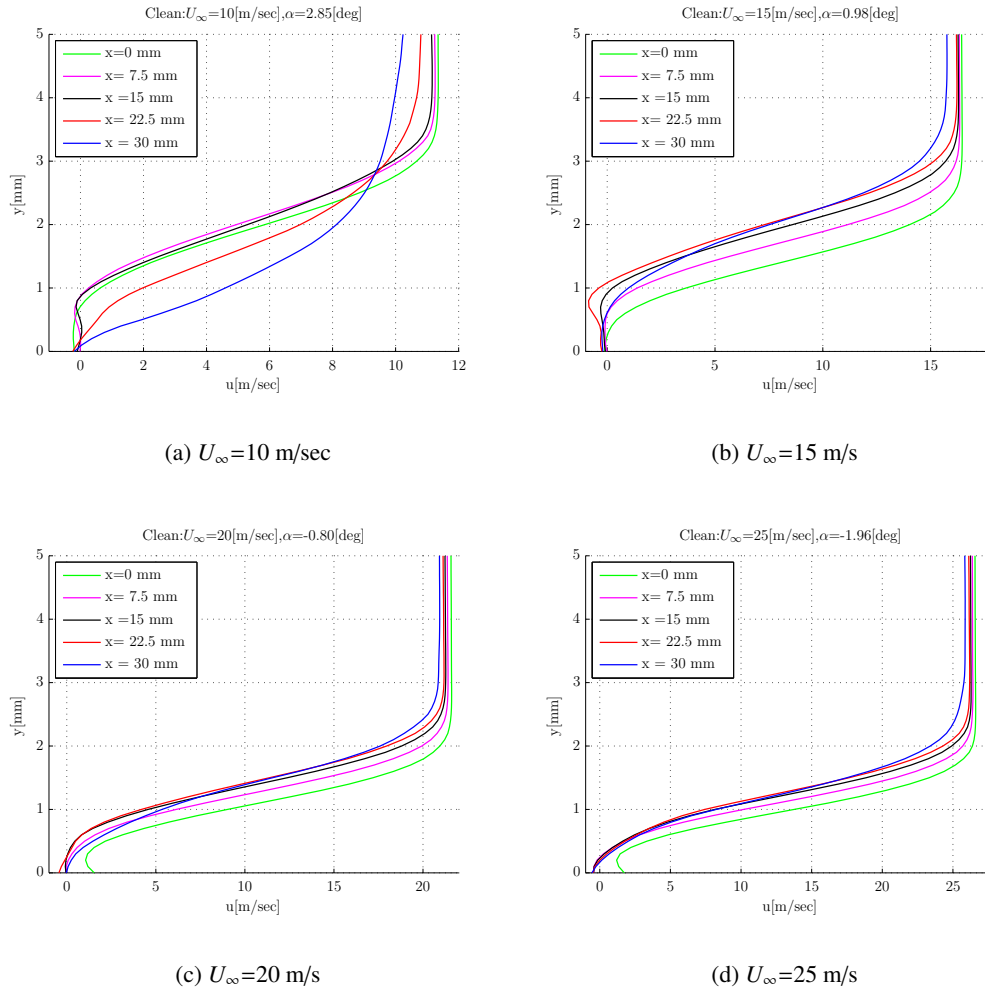 Clean:U∞=10[m/sec],α=2.85[deg]
5
4
3
2
1
0
y[mm]
x=0 mm
x= 7.5 mm
x =15 mm
x= 22.5 mm
x = 30 mm
0 2 4 6 8 10 12
u[m/sec]
(a) U∞=10 m/sec
Clean:U∞=15[m/sec],α=0.98[deg]
5
4
3
2
1
0
y[mm]
x=0 mm
x= 7.5 mm
x =15 mm
x= 22.5 mm
x = 30 mm
0 5 10 15
u[m/sec]
(b) U∞=15 m/s
Clean:U∞=20[m/sec],α=-0.80[deg]
5
4
3
2
1
0
y[mm]
x=0 mm
x= 7.5 mm
x =15 mm
x= 22.5 mm
x = 30 mm
0 5 10 15 20
u[m/sec]
(c) U∞=20 m/s
Clean:U∞=25[m/sec],α=-1.96[deg]
5
4
3
2
1
0
y[mm]
x=0 mm
x= 7.5 mm
x =15 mm
x= 22.5 mm
x = 30 mm
0 5 10 15 20 25
u[m/sec]
(d) U∞=25 m/s